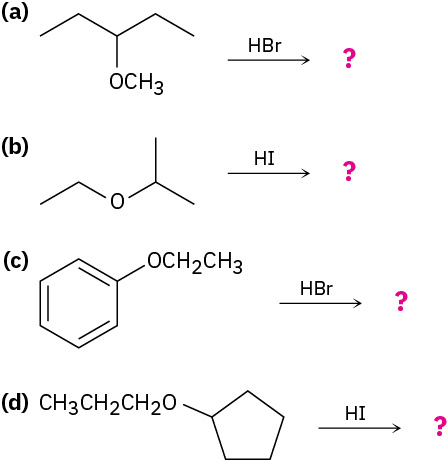 (a)
HBr
?
OCH₃
(b)
HI
?
O
(c)
OCH₂CH₃
HBr
?
(d) CH₃CH₂CH₂O
HI
?